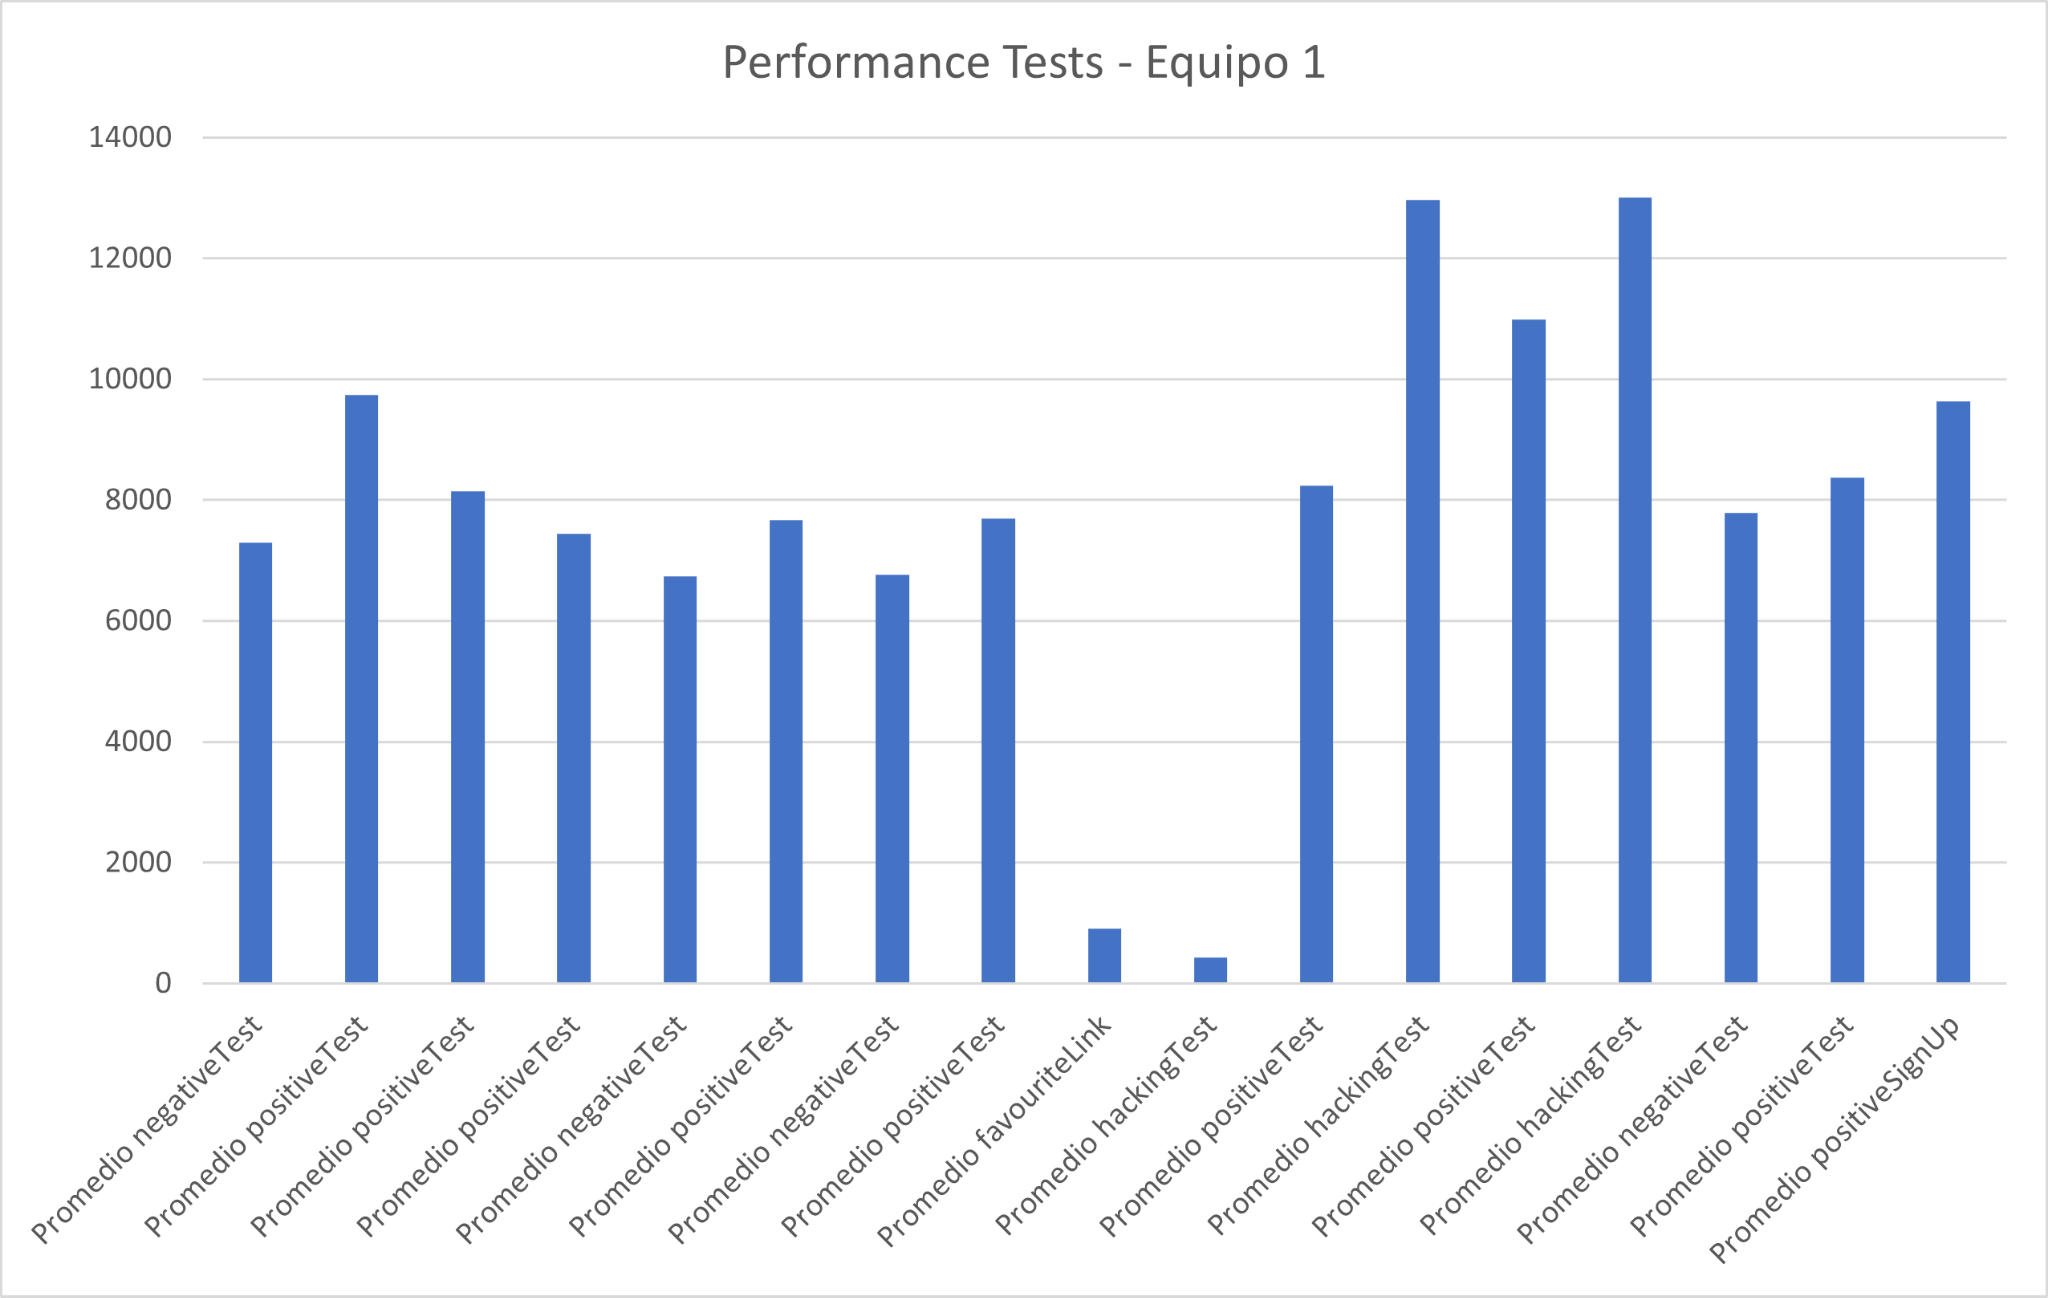 Performance Tests - Equipo 1
14000
12000
10000
8000
6000
4000
2000
0
Promedio negativeTest
Promedio positiveTest
Promedio positiveTest
Promedio positiveTest
Promedio negativeTest
Promedio positiveTest
Promedio negativeTest
Promedio positiveTest
Promedio favouriteLink
Promedio hackingTest
Promedio positiveTest
Promedio hackingTest
Promedio positiveTest
Promedio hackingTest
Promedio negativeTest
Promedio positiveTest
Promedio positiveSignUp